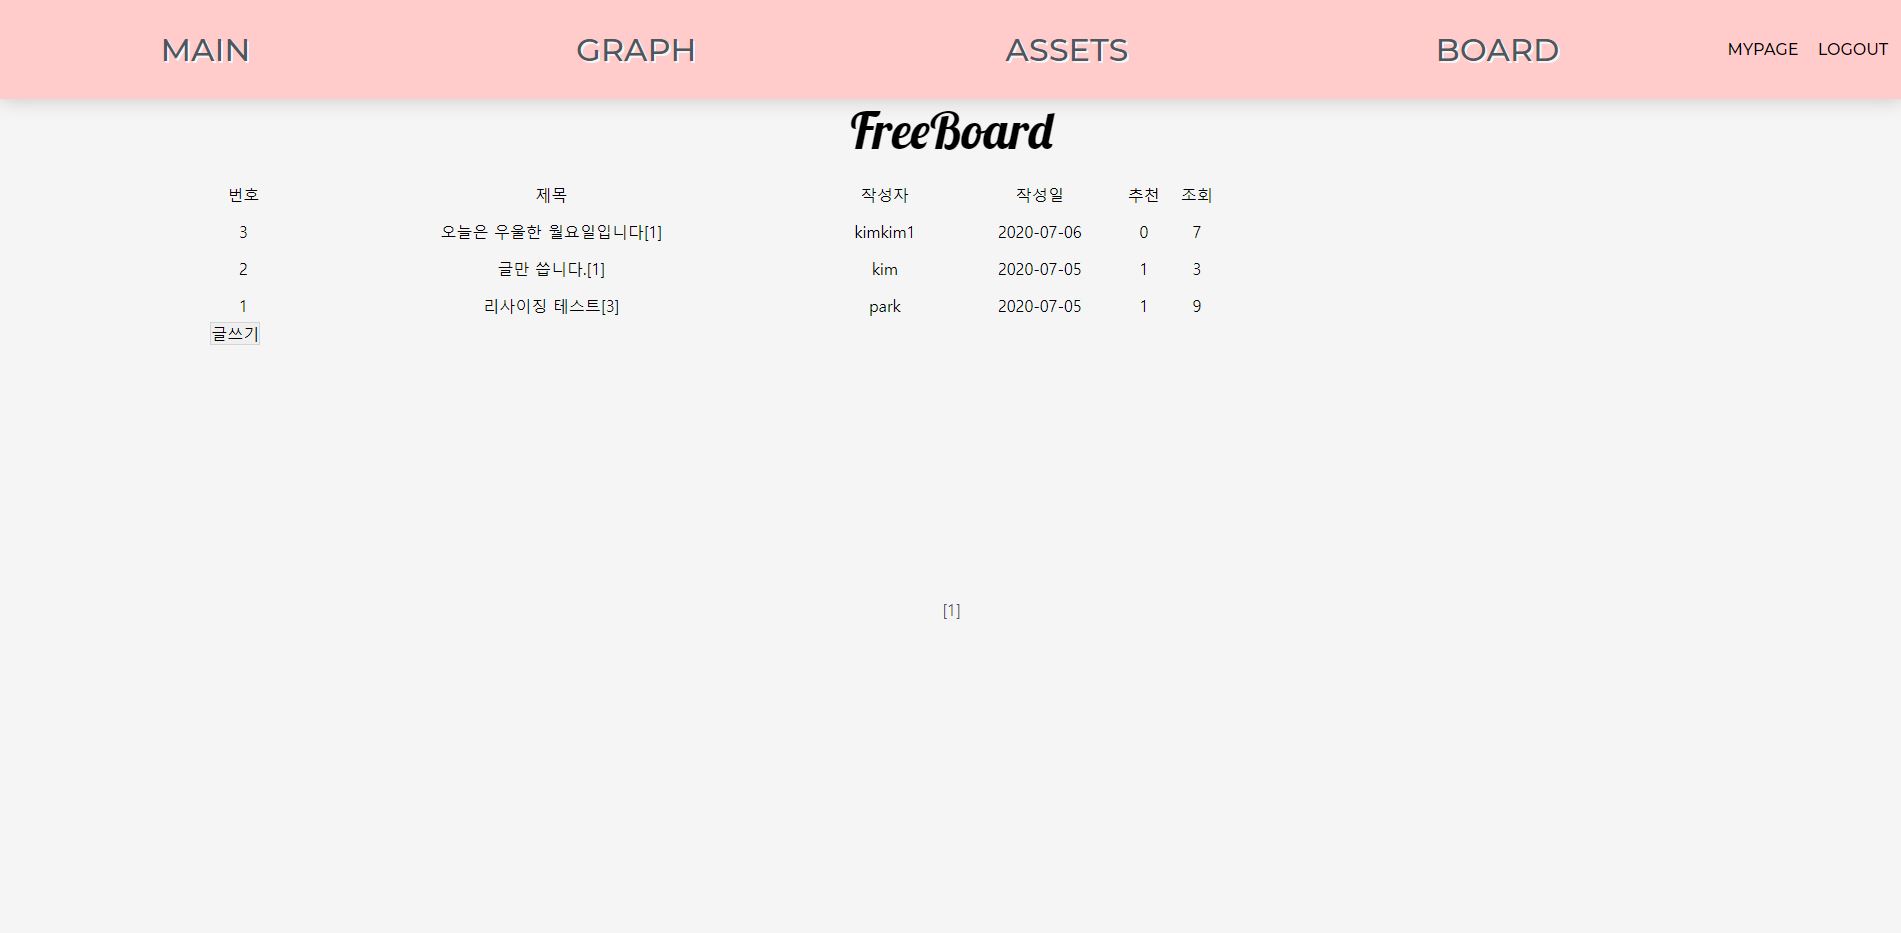 MAIN GRAPH ASSETS BOARD MYPAGE LOGOUT
FreeBoard
번호 제목 작성자 작성일 추천 조회
3 오늘은 우울한 월요일입니다[1] kimkim1 2020-07-06 0 7
2 글만 씁니다.[1] kim 2020-07-05 1 3
1 리사이징 테스트[3] park 2020-07-05 1 9
글쓰기
[1]